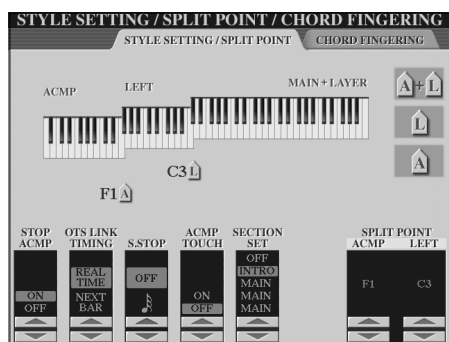 STYLE SETTING / SPLIT POINT / CHORD FINGERING
STYLE SETTING / SPLIT POINT
CHORD FINGERING
ACMP
LEFT
MAIN + LAYER
A + L
L
A
C3 L
F1 A
STOP ACMP
ON
OFF
OTS LINK TIMING
REAL TIME
NEXT BAR
S.STOP
OFF
ACMP TOUCH
ON
OFF
SECTION SET
OFF
INTRO
MAIN
MAIN
MAIN
SPLIT POINT
ACMP LEFT
F1 C3